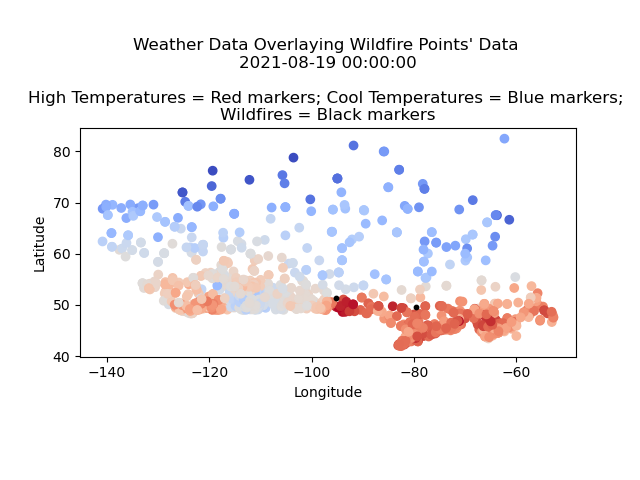 Weather Data Overlaying Wildfire Points' Data
2021-08-19 00:00:00
High Temperatures = Red markers; Cool Temperatures = Blue markers;
Wildfires = Black markers
80
70
60
50
40
Latitude
−140 −120 −100 −80 −60
Longitude